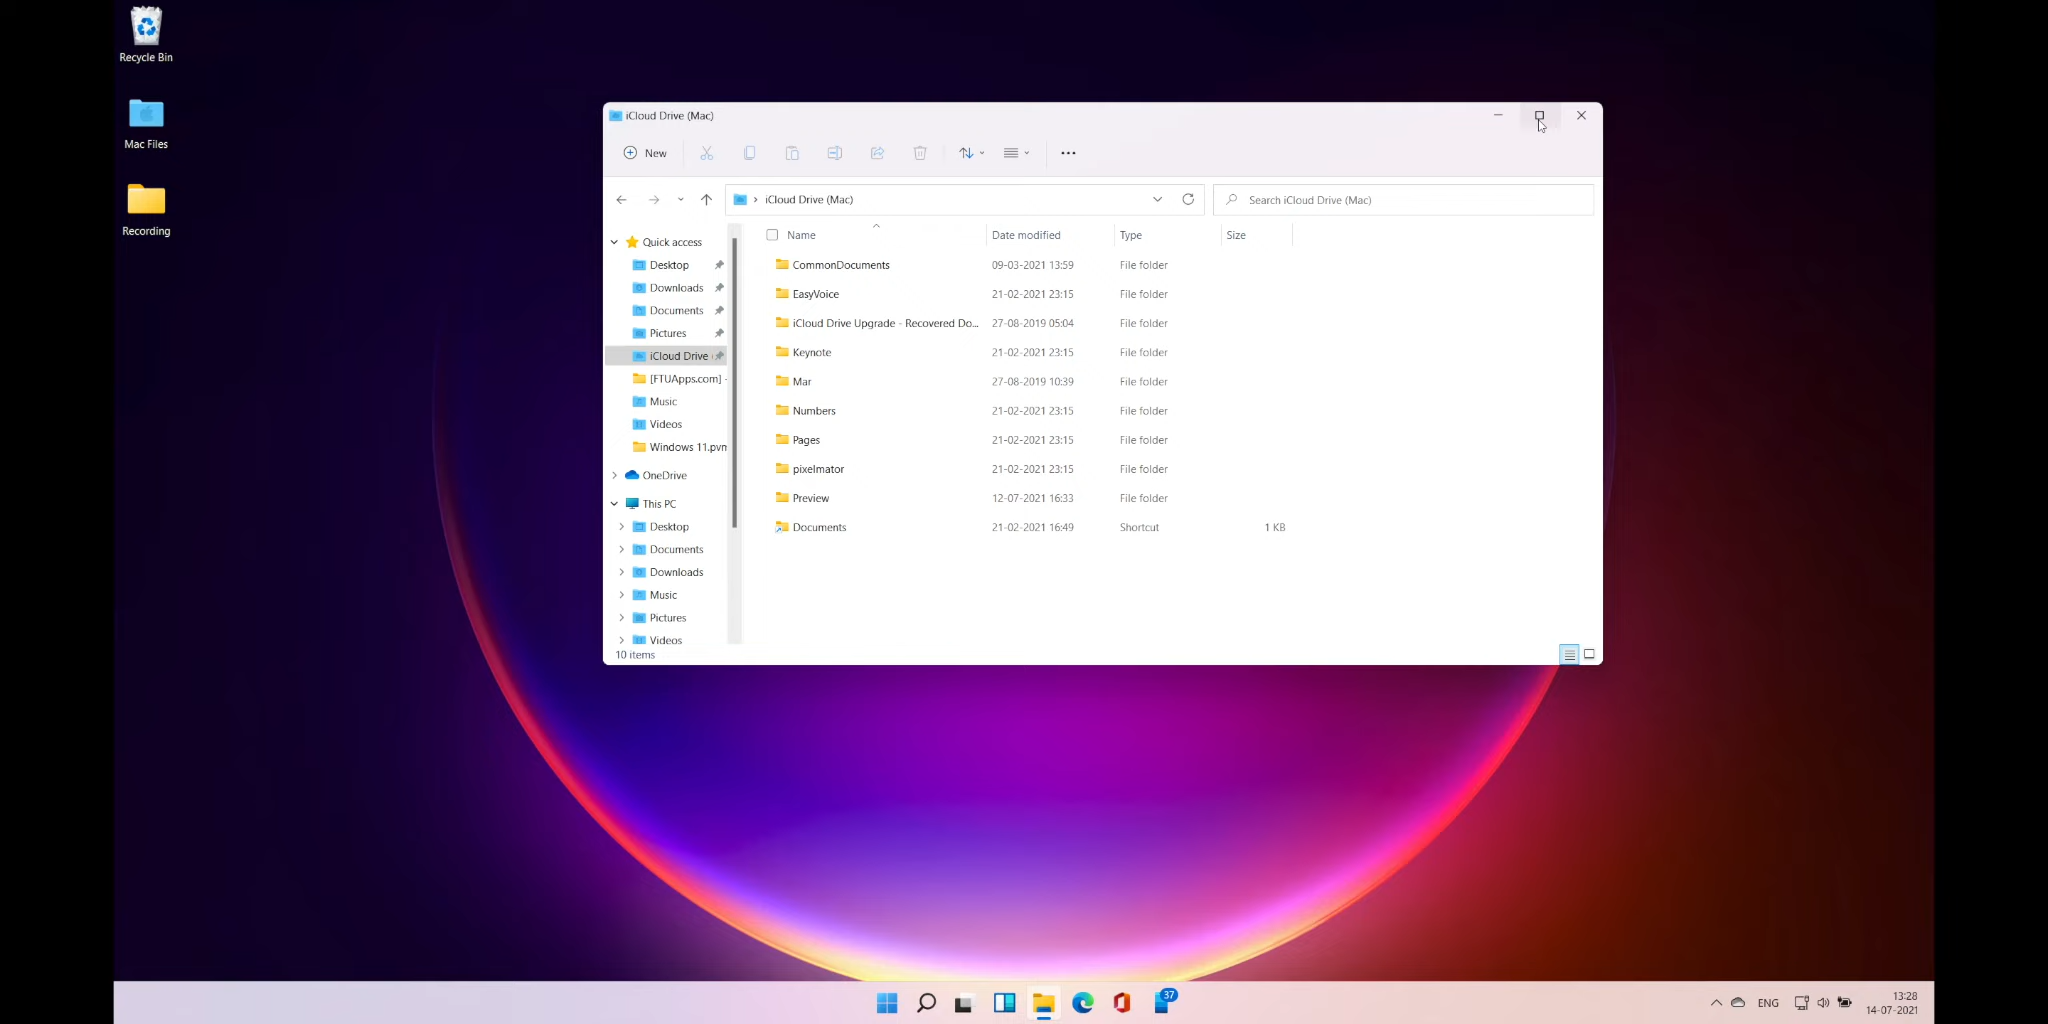 Recycle Bin
Mac Files
Recording
iCloud Drive (Mac)
New
iCloud Drive (Mac)
Search iCloud Drive (Mac)
Quick access
Desktop
Downloads
Documents
Pictures
iCloud Drive
[FTUApps.com] -
Music
Videos
Windows 11.pvm
OneDrive
This PC
Desktop
Documents
Downloads
Music
Pictures
Videos
Name Date modified Type Size
CommonDocuments 09-03-2021 13:59 File folder
EasyVoice 21-02-2021 23:15 File folder
iCloud Drive Upgrade - Recovered Do... 27-08-2019 05:04 File folder
Keynote 21-02-2021 23:15 File folder
Mar 27-08-2019 10:39 File folder
Numbers 21-02-2021 23:15 File folder
Pages 21-02-2021 23:15 File folder
pixelmator 21-02-2021 23:15 File folder
Preview 12-07-2021 16:33 File folder
Documents 21-02-2021 16:49 Shortcut 1 KB
10 items
37
ENG
13:28
14-07-2021